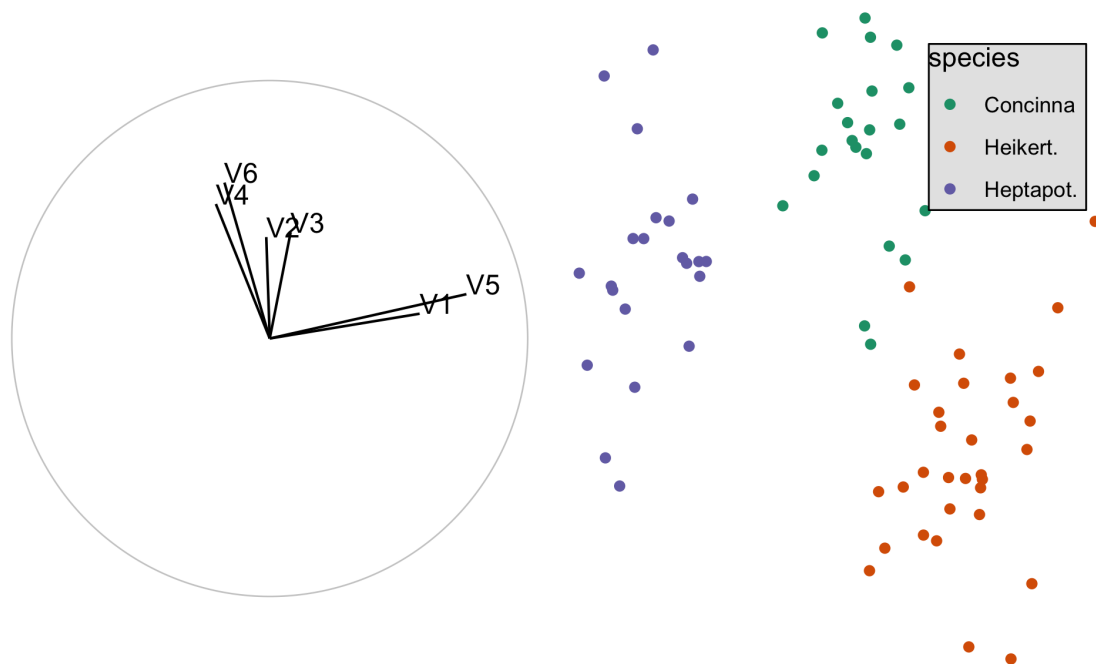 V6
V4
V2
V3
V5
V1
species
Concinna
Heikert.
Heptapot.